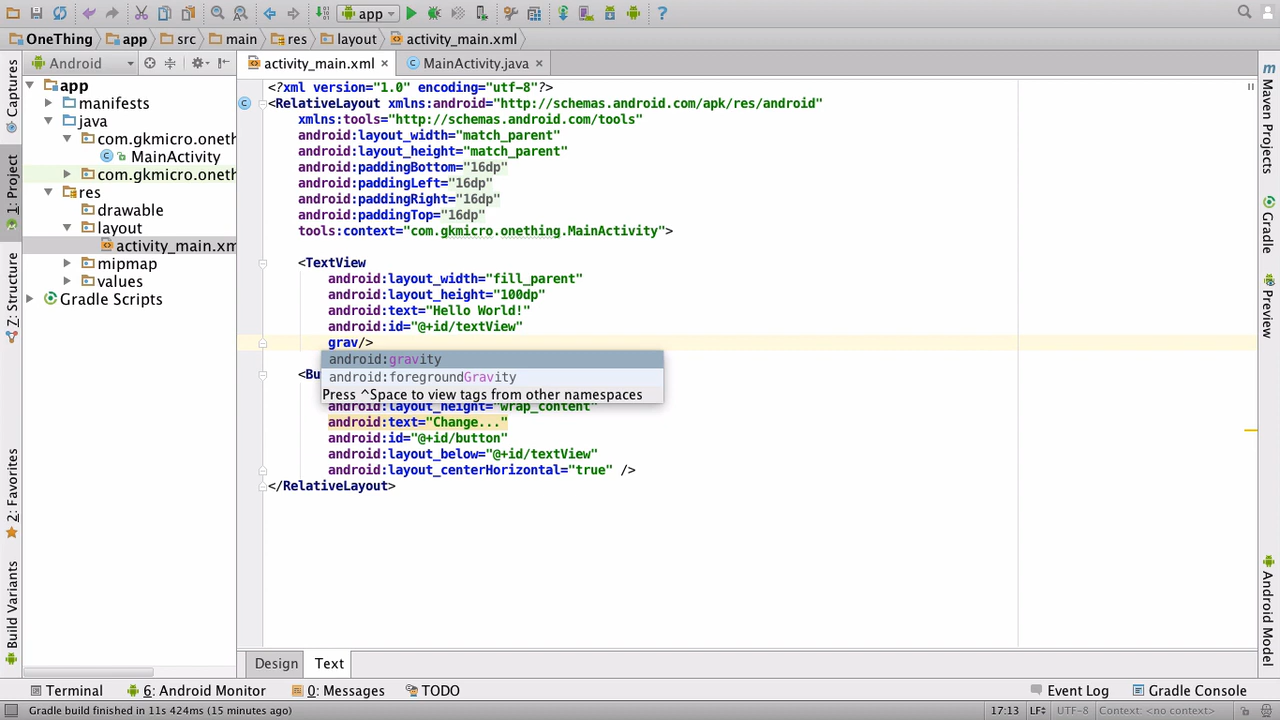 app
OneThing
app
src
main
res
layout
activity_main.xml
Android
activity_main.xml
MainActivity.java
Captures
1: Project
Z: Structure
2: Favorites
Build Variants
app
manifests
java
com.gkmicro.oneth
MainActivity
com.gkmicro.oneth
res
drawable
layout
activity_main.xm
mipmap
values
Gradle Scripts
<?xml version="1.0" encoding="utf-8"?>
<RelativeLayout xmlns:android="http://schemas.android.com/apk/res/android"
xmlns:tools="http://schemas.android.com/tools"
android:layout_width="match_parent"
android:layout_height="match_parent"
android:paddingBottom="16dp"
android:paddingLeft="16dp"
android:paddingRight="16dp"
android:paddingTop="16dp"
tools:context="com.gkmicro.onething.MainActivity">
<TextView
android:layout_width="fill_parent"
android:layout_height="100dp"
android:text="Hello World!"
android:id="@+id/textView"
grav/>
android:gravity
android:foregroundGravity
Press ^Space to view tags from other namespaces
<Bu
android:layout_height="wrap_content"
android:text="Change..."
android:id="@+id/button"
android:layout_below="@+id/textView"
android:layout_centerHorizontal="true" />
</RelativeLayout>
Maven Projects
Gradle
Preview
Android Model
Design
Text
Terminal
6: Android Monitor
0: Messages
TODO
Event Log
Gradle Console
Gradle build finished in 11s 424ms (15 minutes ago)
17:13
LF
UTF-8
Context: <no context>